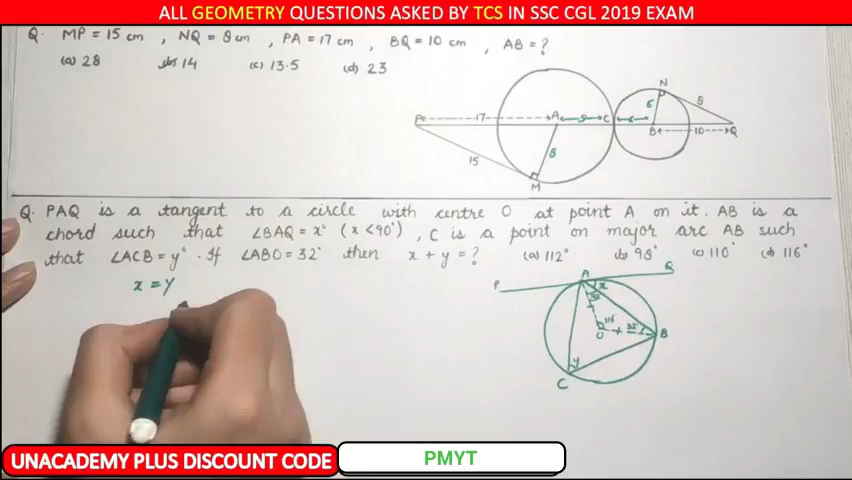 ALL GEOMETRY QUESTIONS ASKED BY TCS IN SSC CGL 2019 EXAM
Q. MP = 15 cm , NQ = 8 cm , PA = 17 cm , BQ = 10 cm , AB = ?
(a) 28 (b) 14 (c) 13.5 (d) 23
N
6 8
P 17 A 8 C 6 B 10 Q
15 8
M
Q. PAQ is a tangent to a circle with centre O at point A on it. AB is a
chord such that ∠BAQ = x° (x < 90°) , C is a point on major arc AB such
that ∠ACB = y° . If ∠ABO = 32° then x + y = ? (a) 112° (b) 98° (c) 110° (d) 116°
x = y
P A Q
32° x
116°
O 32° B
y
C
UNACADEMY PLUS DISCOUNT CODE PMYT